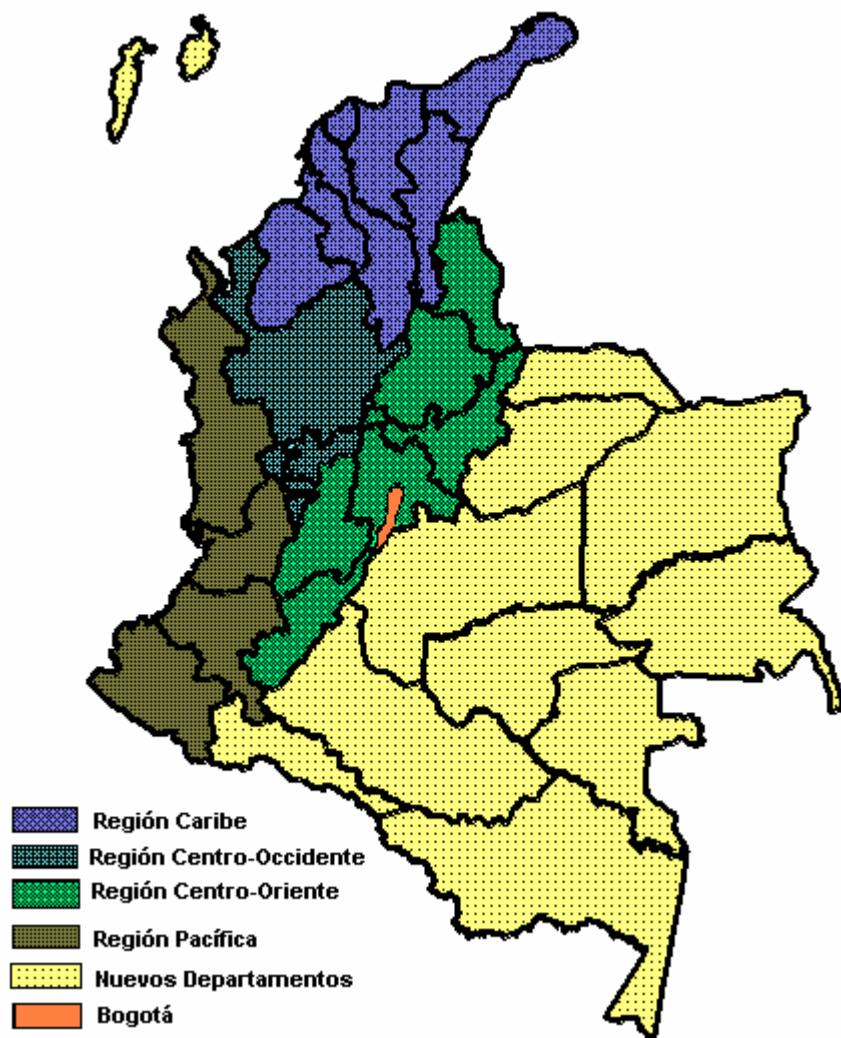 Región Caribe
Región Centro-Occidente
Región Centro-Oriente
Región Pacífica
Nuevos Departamentos
Bogotá